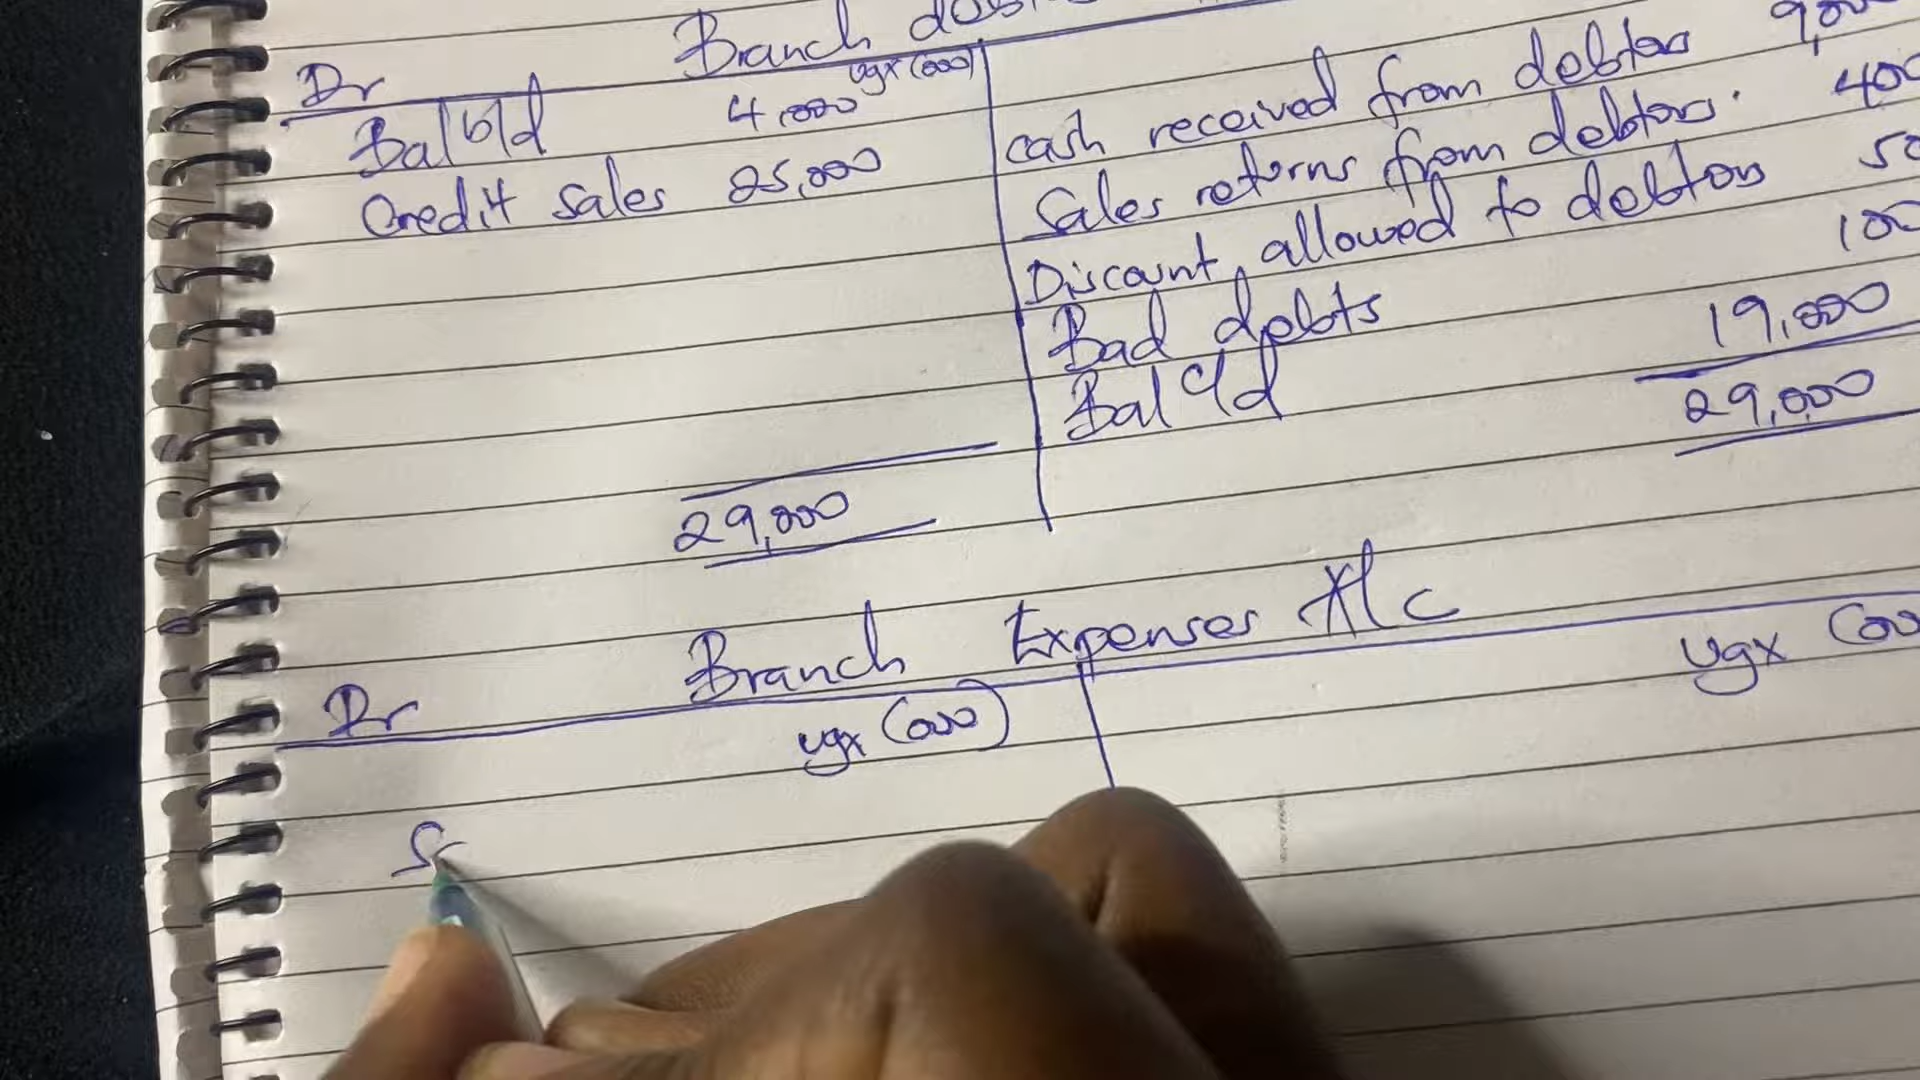 Branch
Dr ugx (000)
Bal b/d 4,000
Credit sales 25,000
cash received from debtors
Sales returns from debtors.
Discount allowed to debtors
Bad debts
Bal c/d 19,000
29,000
29,000
Branch Expenses A/c
Dr
ugx (000)
ugx